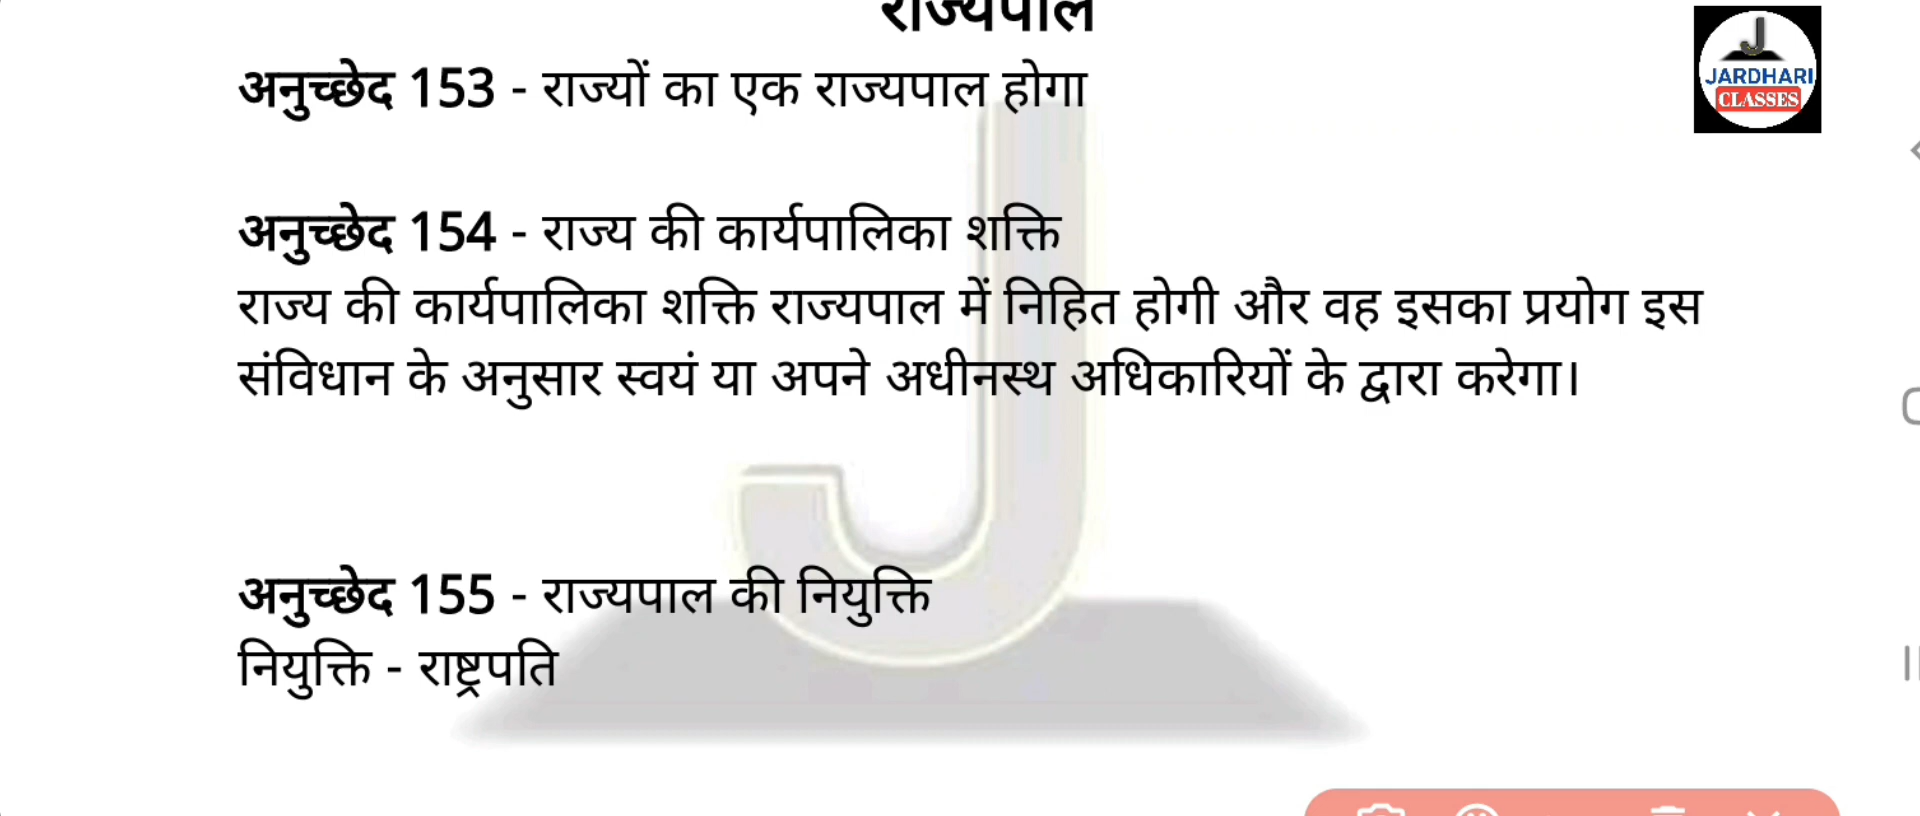 राज्यपाल
JARDHARI
CLASSES
अनुच्छेद 153 - राज्यों का एक राज्यपाल होगा
अनुच्छेद 154 - राज्य की कार्यपालिका शक्ति
राज्य की कार्यपालिका शक्ति राज्यपाल में निहित होगी और वह इसका प्रयोग इस
संविधान के अनुसार स्वयं या अपने अधीनस्थ अधिकारियों के द्वारा करेगा।
अनुच्छेद 155 - राज्यपाल की नियुक्ति
नियुक्ति - राष्ट्रपति